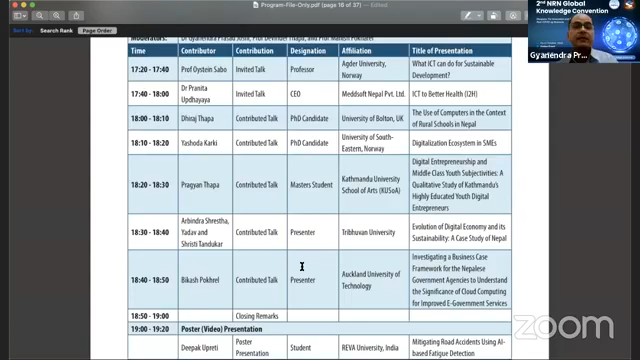 Program-File-Only.pdf (page 16 of 37) — Edited
Sort by: Search Rank Page Order
2nd NRN Global
Knowledge Convention
Gyanendra Pr...
Time Contributor Contribution Designation Affiliation Title of Presentation
17:20 - 17:40 Prof Oystein Sabo Invited Talk Professor Agder University, Norway What ICT can do for Sustainable Development?
17:40 - 18:00 Dr Pranita Updhayaya Invited Talk CEO Meddsoft Nepal Pvt. Ltd. ICT to Better Health (I2H)
18:00 - 18:10 Dhiraj Thapa Contributed Talk PhD Candidate University of Bolton, UK The Use of Computers in the Context of Rural Schools in Nepal
18:10 - 18:20 Yashoda Karki Contributed Talk PhD Candidate University of South-Eastern, Norway Digitalization Ecosystem in SMEs
18:20 - 18:30 Pragyan Thapa Contributed Talk Masters Student Kathmandu University School of Arts (KUSoA) Digital Entrepreneurship and Middle Class Youth Subjectivities: A Qualitative Study of Kathmandu's Highly Educated Youth Digital Entrepreneurs
18:30 - 18:40 Arbindra Shrestha, Yadav and Shristi Tandukar Contributed Talk Presenter Tribhuvan University Evolution of Digital Economy and its Sustainability: A Case Study of Nepal
18:40 - 18:50 Bikash Pokhrel Contributed Talk Presenter Auckland University of Technology Investigating a Business Case Framework for the Nepalese Government Agencies to Understand the Significance of Cloud Computing for Improved E-Government Services
18:50 - 19:00 Closing Remarks
19:00 - 19:20 Poster (Video) Presentation
Deepak Upreti Poster Presentation Student REVA University, India Mitigating Road Accidents Using AI-based Fatigue Detection
zoom